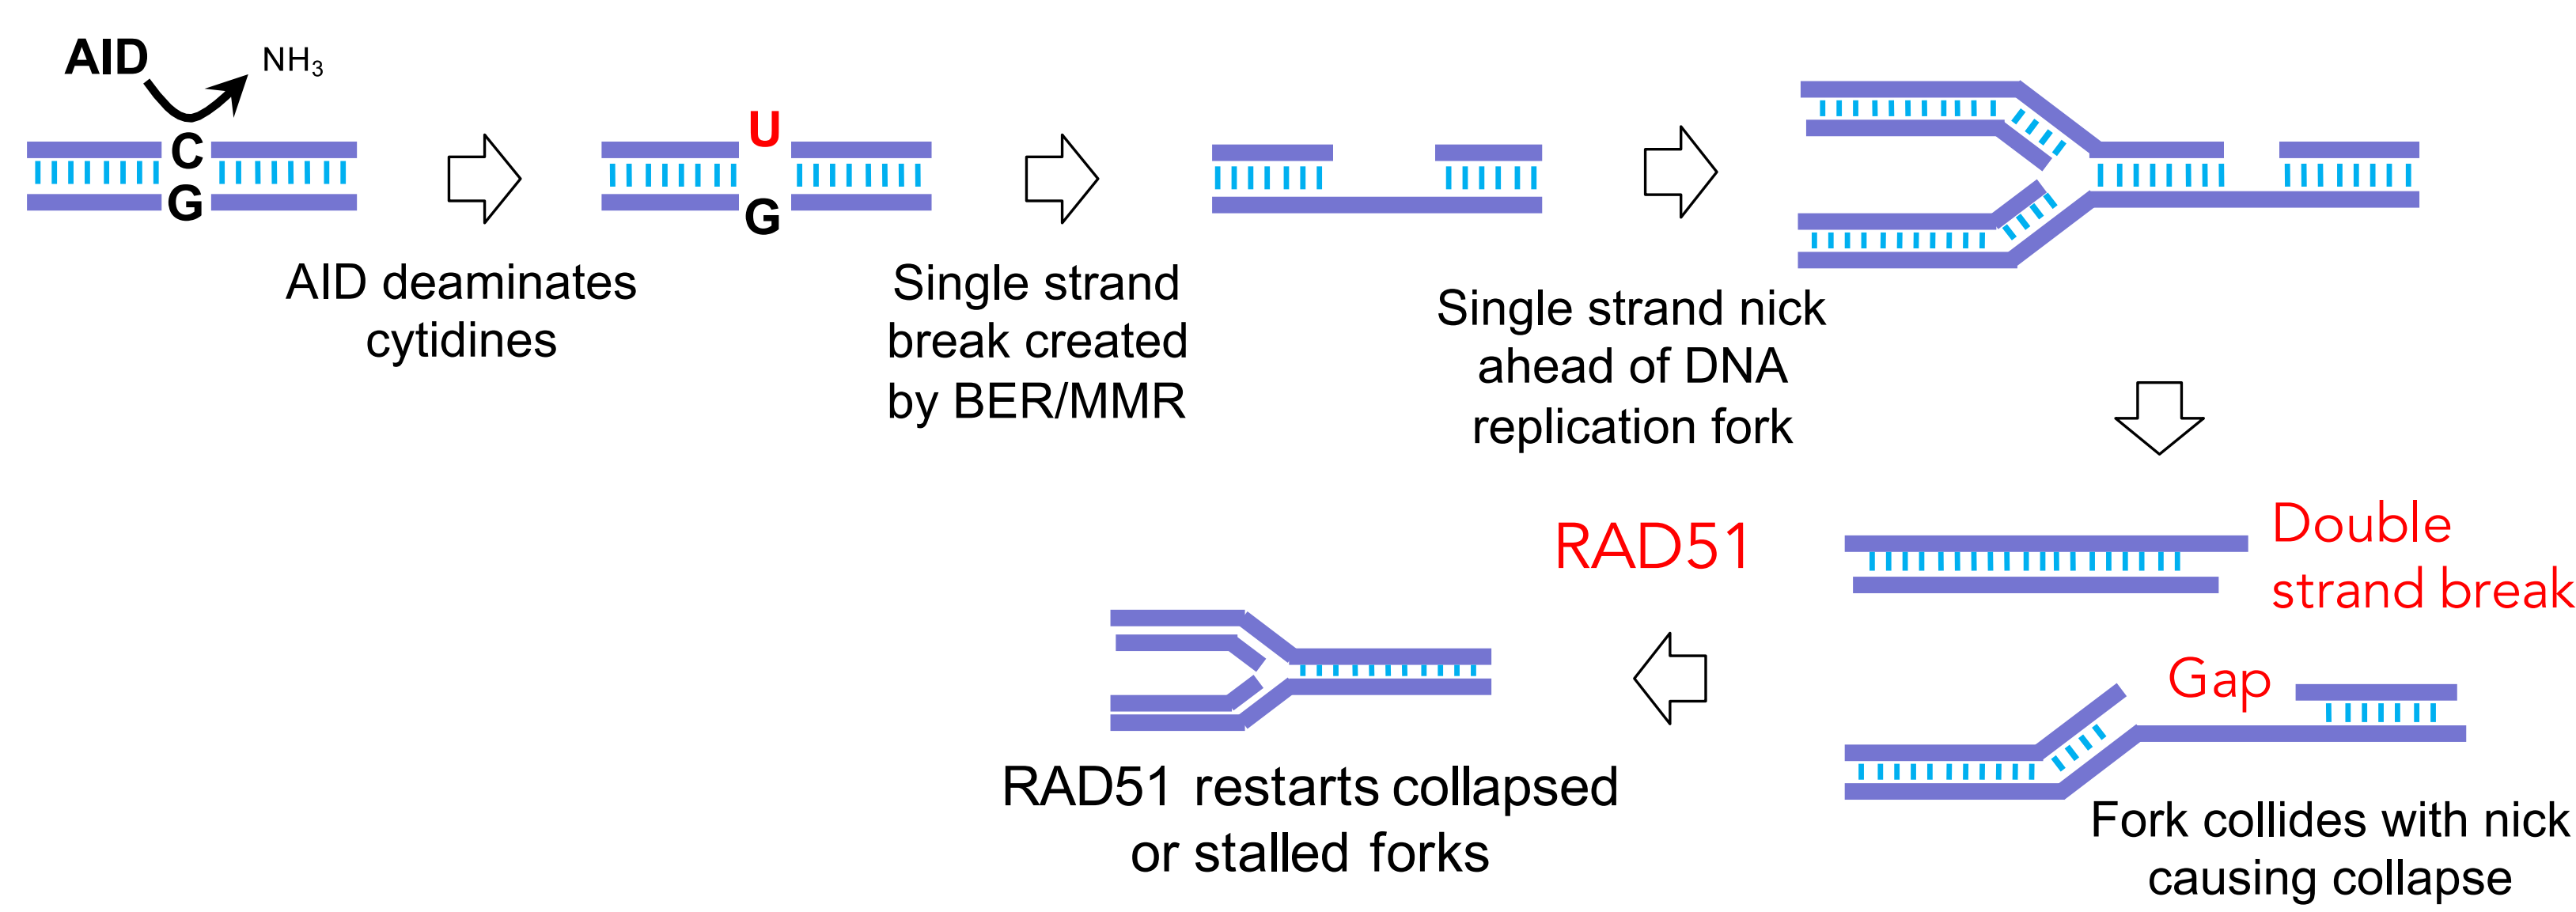 AID
NH₃
C
G
U
G
AID deaminates
cytidines
Single strand
break created
by BER/MMR
Single strand nick
ahead of DNA
replication fork
Double
strand break
Gap
Fork collides with nick
causing collapse
RAD51
RAD51 restarts collapsed
or stalled forks